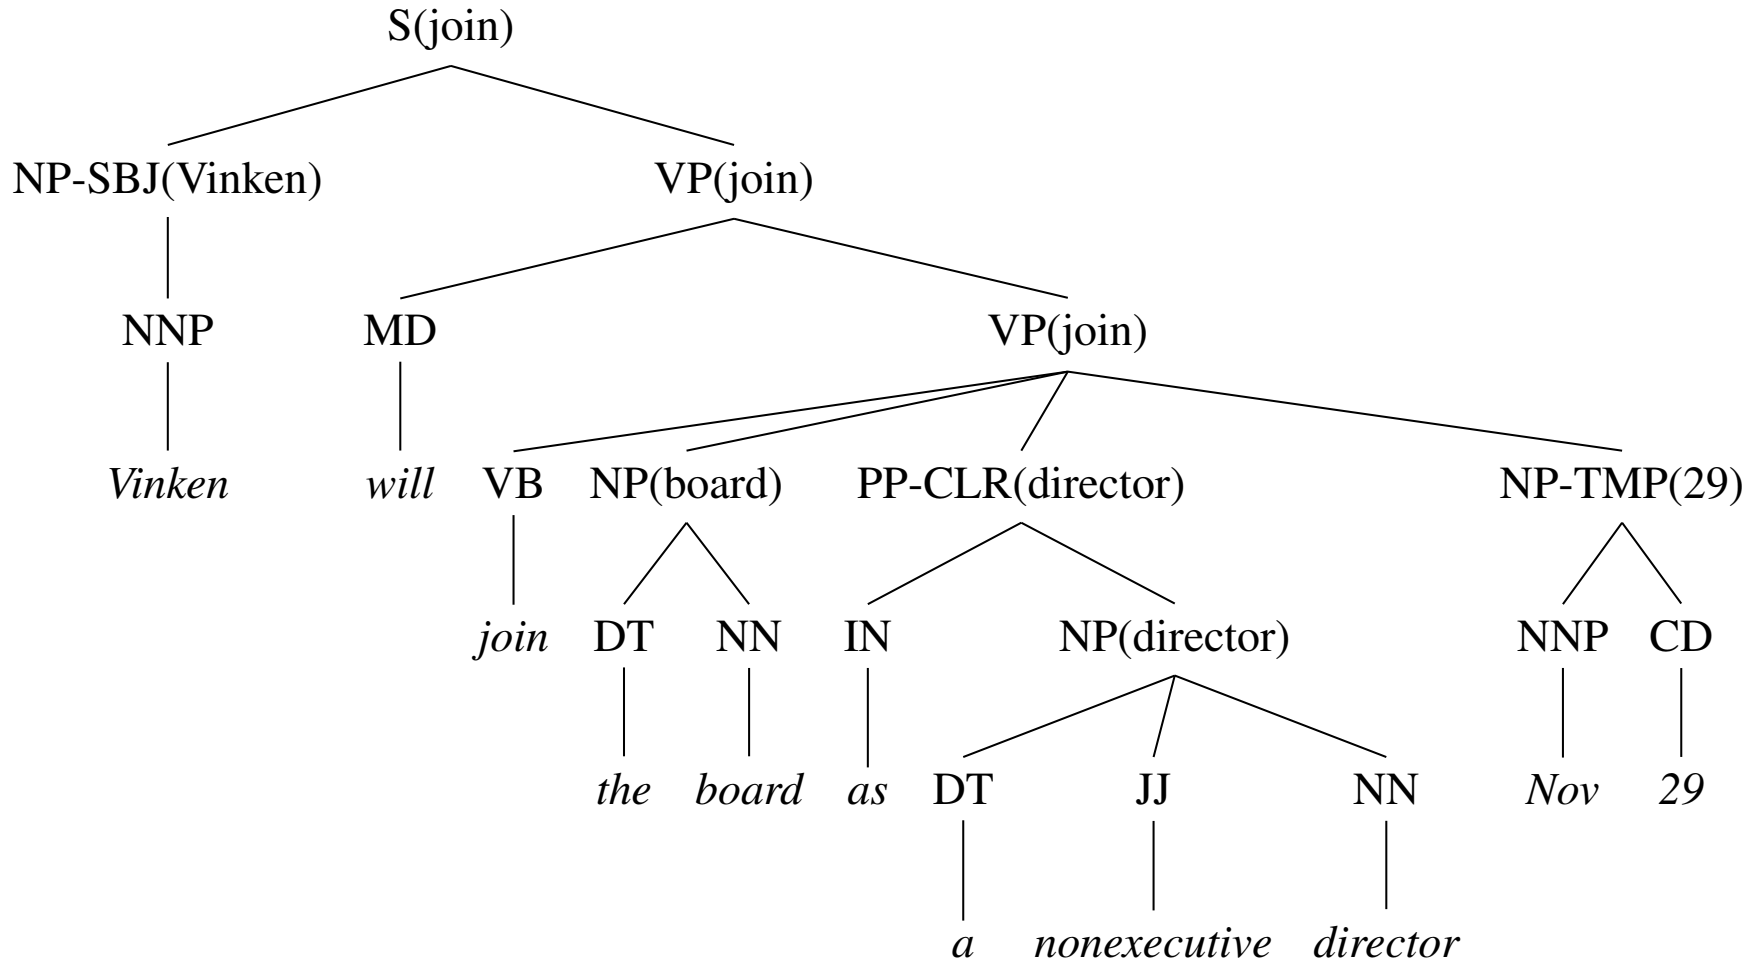 S(join)
NP-SBJ(Vinken) VP(join)
NNP MD VP(join)
Vinken will VB NP(board) PP-CLR(director) NP-TMP(29)
join DT NN IN NP(director) NNP CD
the board as DT JJ NN Nov 29
a nonexecutive director